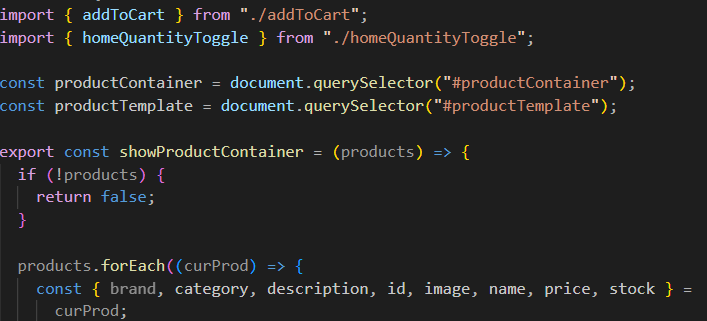 import { addToCart } from "./addToCart";
import { homeQuantityToggle } from "./homeQuantityToggle";
const productContainer = document.querySelector("#productContainer");
const productTemplate = document.querySelector("#productTemplate");
export const showProductContainer = (products) => {
if (!products) {
return false;
}
products.forEach((curProd) => {
const { brand, category, description, id, image, name, price, stock } =
curProd;